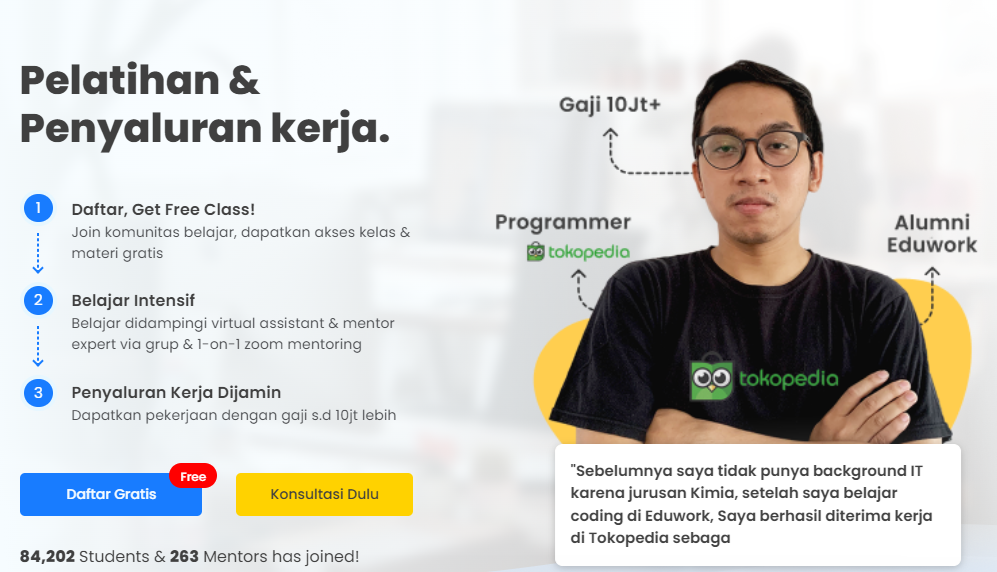 Pelatihan &
Penyaluran kerja.
1
Daftar, Get Free Class!
Join komunitas belajar, dapatkan akses kelas &
materi gratis
2
Belajar Intensif
Belajar didampingi virtual assistant & mentor
expert via grup & 1-on-1 zoom mentoring
3
Penyaluran Kerja Dijamin
Dapatkan pekerjaan dengan gaji s.d 10jt lebih
Free
Daftar Gratis
Konsultasi Dulu
84,202 Students & 263 Mentors has joined!
Gaji 10Jt+
Programmer
tokopedia
Alumni
Eduwork
tokopedia
"Sebelumnya saya tidak punya background IT
karena jurusan Kimia, setelah saya belajar
coding di Eduwork, Saya berhasil diterima kerja
di Tokopedia sebaga